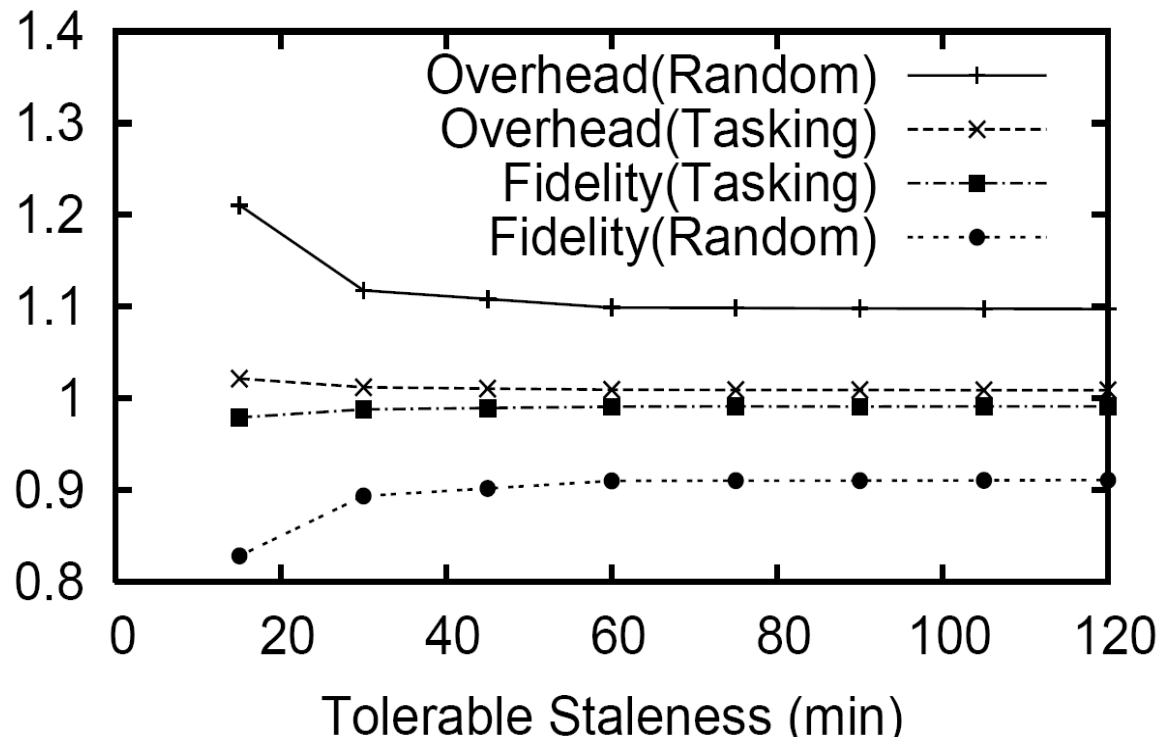 1.4
1.3
1.2
1.1
1
0.9
0.8
Overhead(Random)
Overhead(Tasking)
Fidelity(Tasking)
Fidelity(Random)
0 20 40 60 80 100 120
Tolerable Staleness (min)